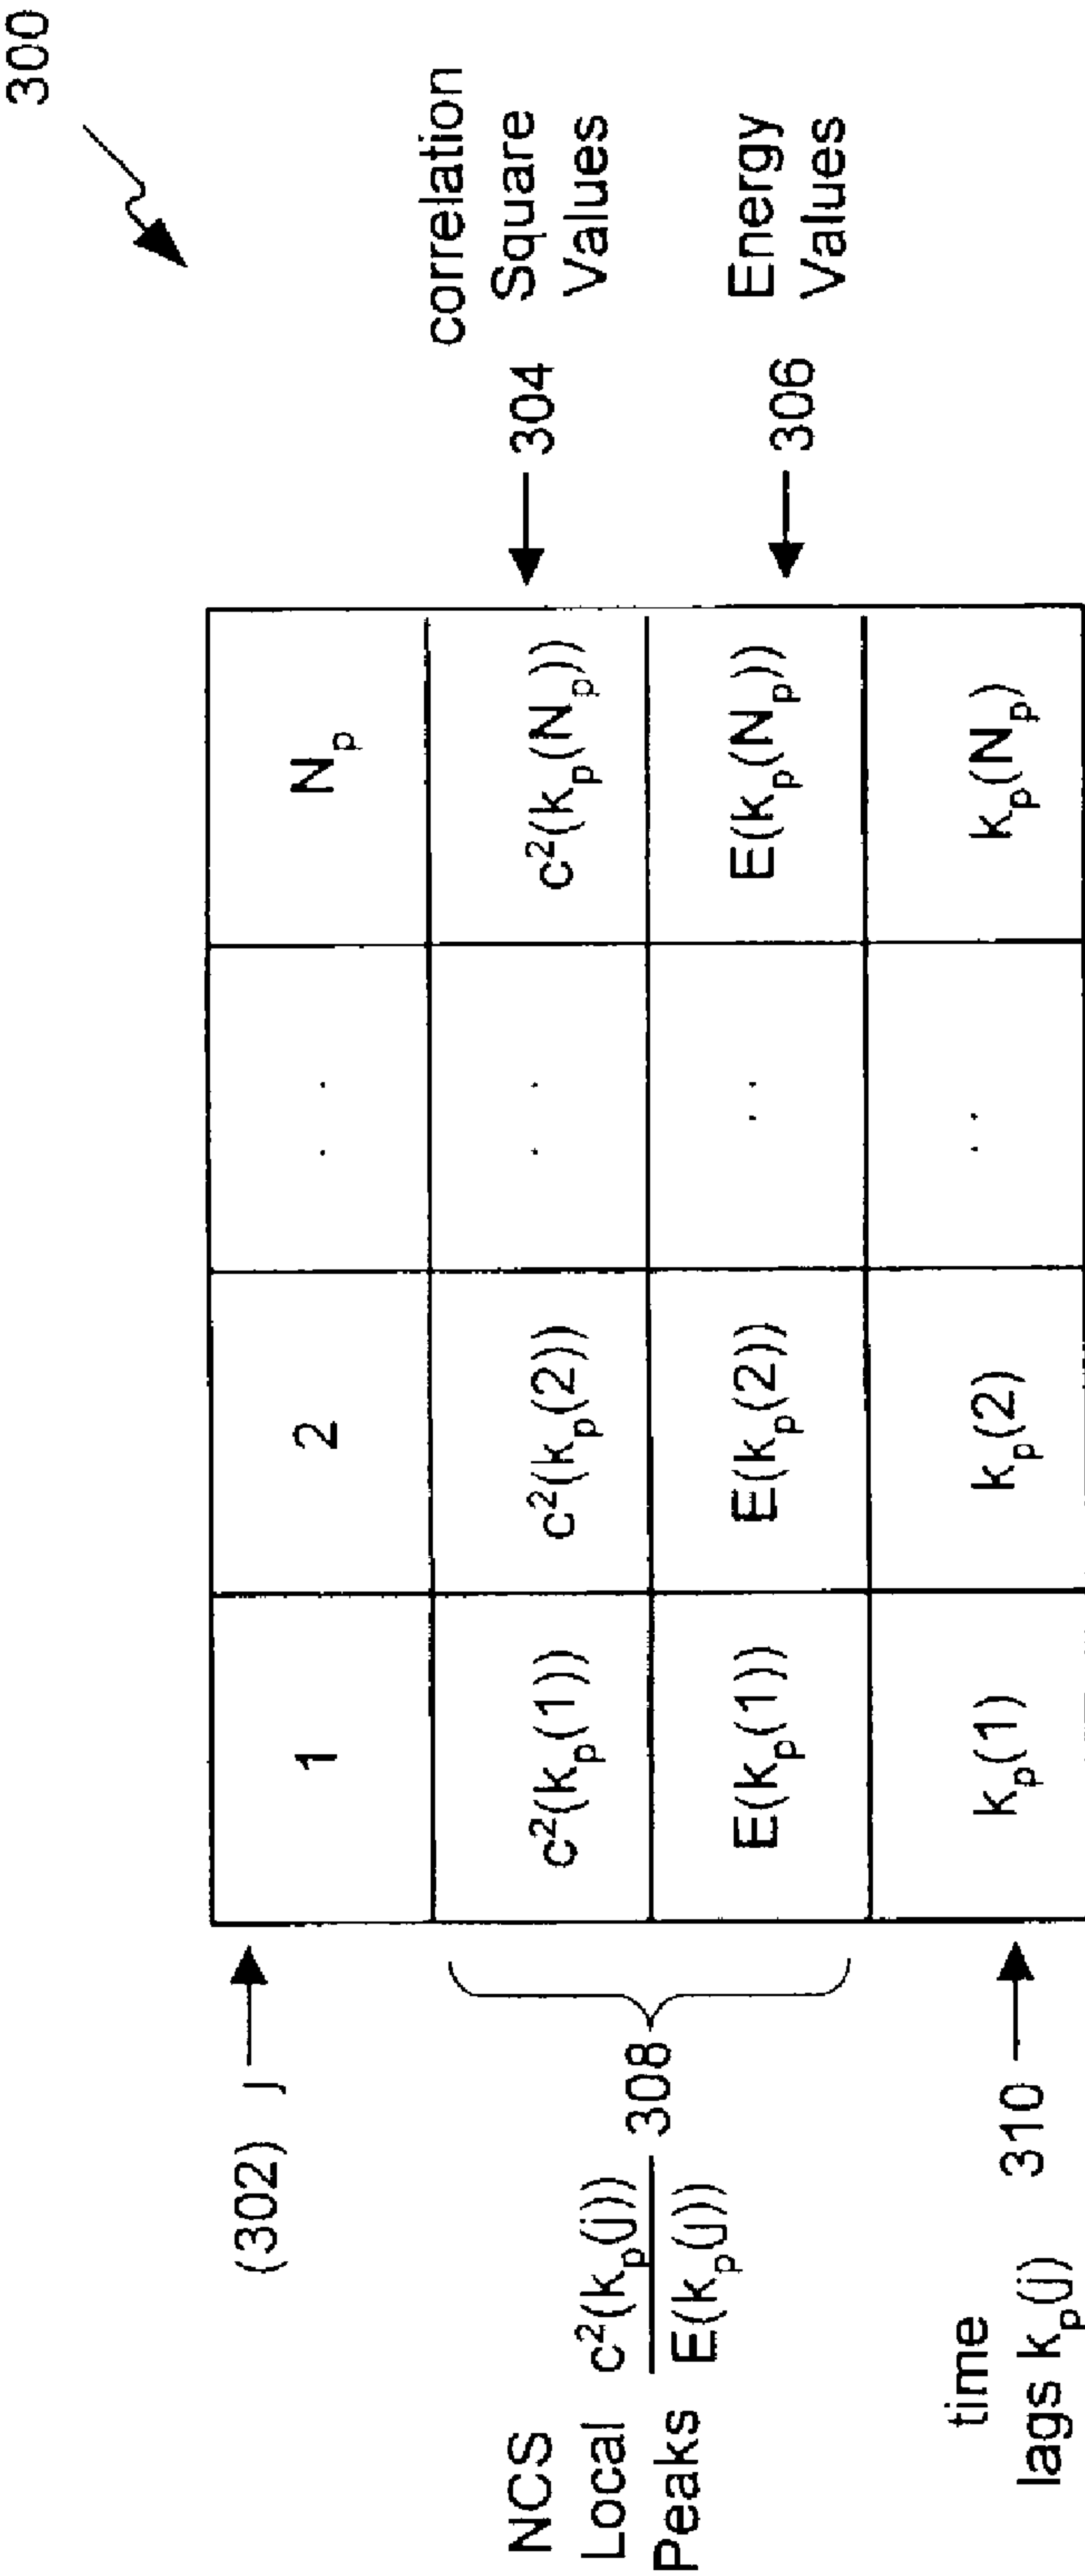 300
(302) j 1 2 . . N_p
c²(k_p(1)) c²(k_p(2)) . . c²(k_p(N_p))
304
correlation
Square
Values
E(k_p(1)) E(k_p(2)) . . E(k_p(N_p))
306
Energy
Values
NCS
Local
Peaks
c²(k_p(j))
E(k_p(j))
308
time
lags k_p(j)
310
k_p(1) k_p(2) . . k_p(N_p)